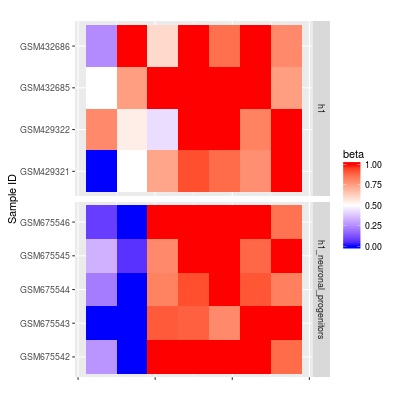 Sample ID
GSM432686
GSM432685
GSM429322
GSM429321
h1
GSM675546
GSM675545
GSM675544
GSM675543
GSM675542
h1_neuronal_progenitors
beta
1.00
0.75
0.50
0.25
0.00